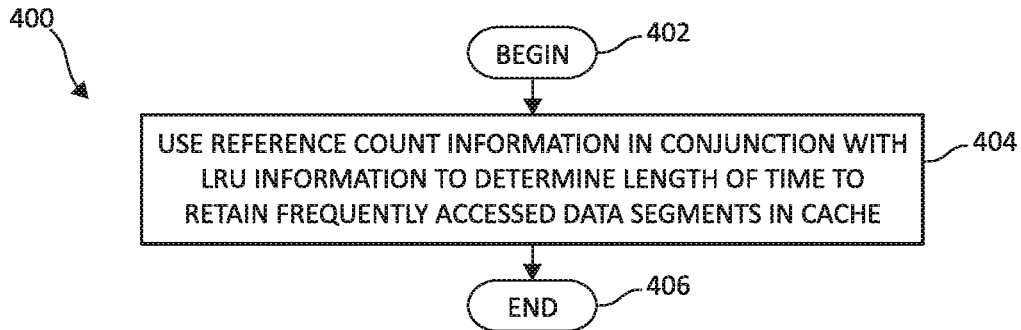 400
BEGIN
402
USE REFERENCE COUNT INFORMATION IN CONJUNCTION WITH
LRU INFORMATION TO DETERMINE LENGTH OF TIME TO
RETAIN FREQUENTLY ACCESSED DATA SEGMENTS IN CACHE
404
END
406